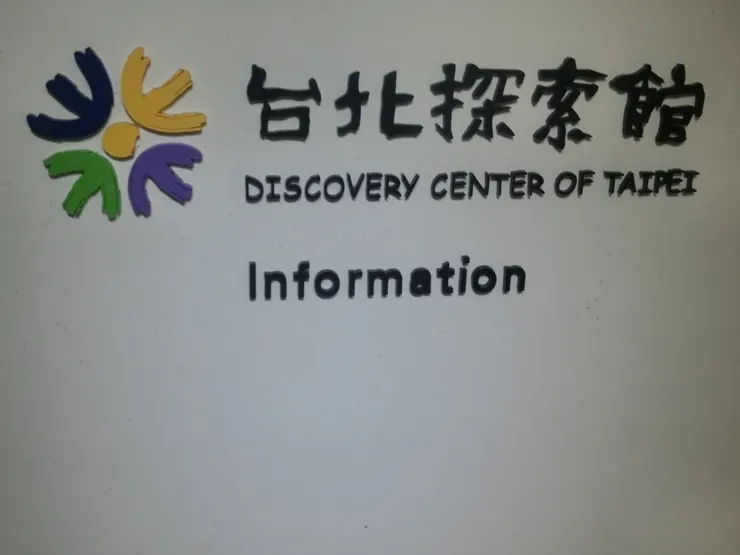 台北探索館
DISCOVERY CENTER OF TAIPEI
Information